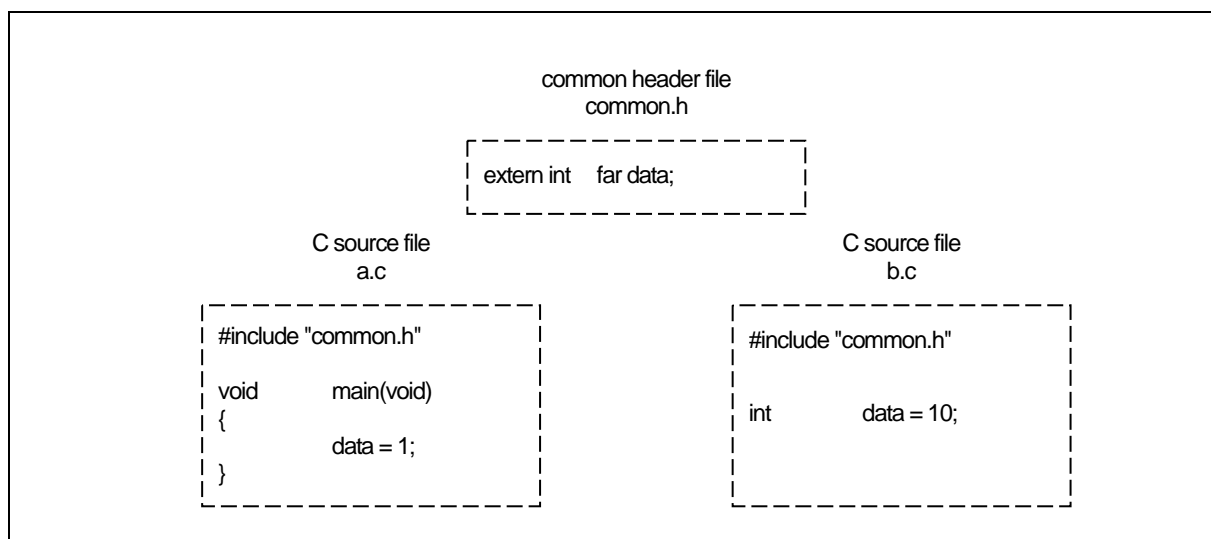 common header file
common.h
extern int far data;
C source file
a.c
#include "common.h"
void main(void)
{
data = 1;
}
C source file
b.c
#include "common.h"
int data = 10;